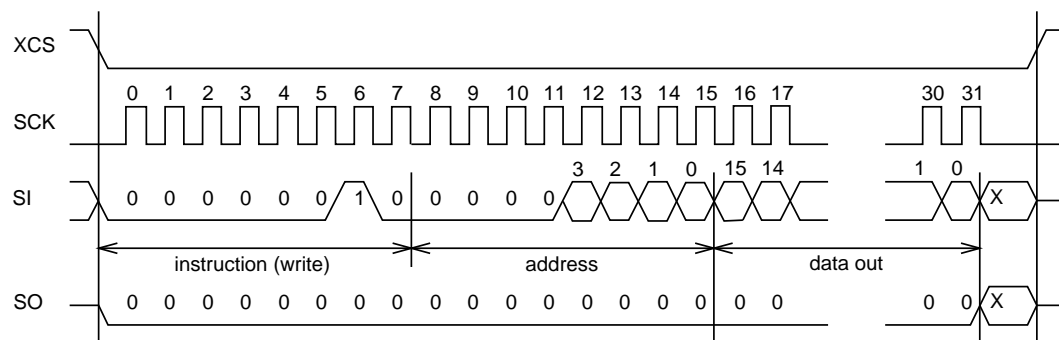 XCS
0 1 2 3 4 5 6 7 8 9 10 11 12 13 14 15 16 17 30 31
SCK
3 2 1 0 15 14 1 0
SI 0 0 0 0 0 0 1 0 0 0 0 0 X
instruction (write) address data out
SO 0 0 0 0 0 0 0 0 0 0 0 0 0 0 0 0 0 0 0 0 X